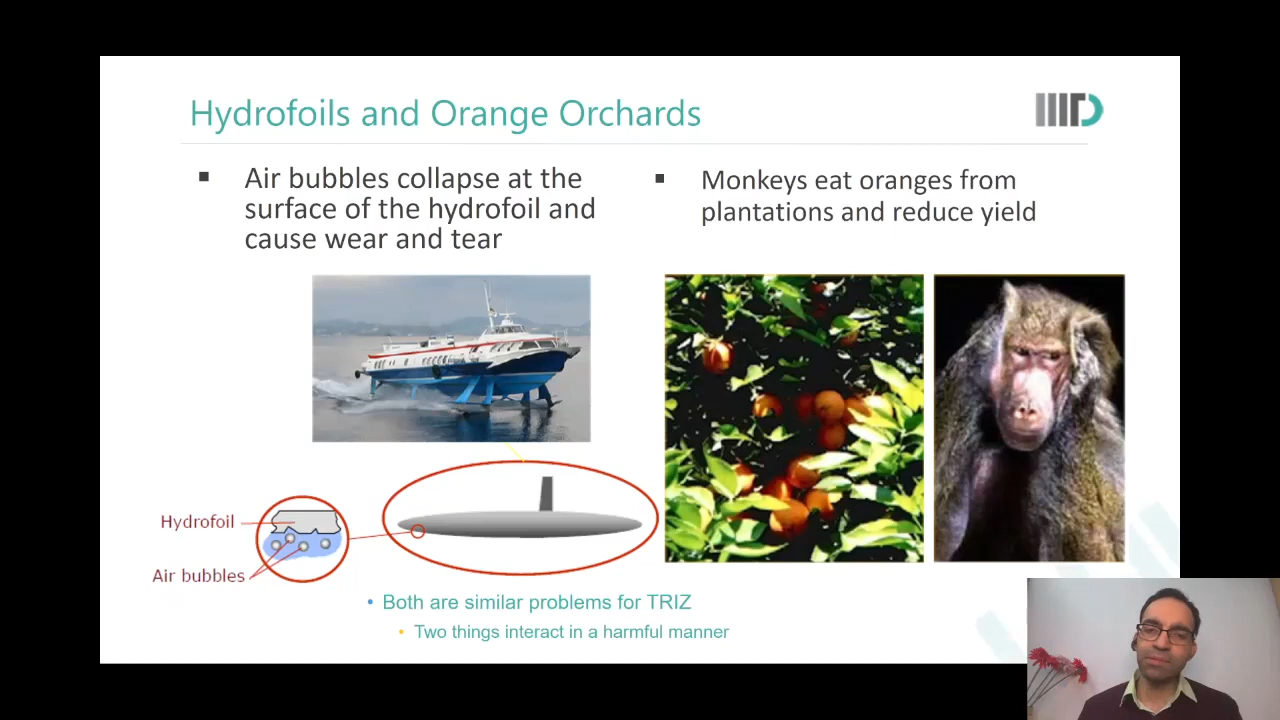 Hydrofoils and Orange Orchards
Air bubbles collapse at the
surface of the hydrofoil and
cause wear and tear
Monkeys eat oranges from
plantations and reduce yield
Hydrofoil
Air bubbles
Both are similar problems for TRIZ
Two things interact in a harmful manner